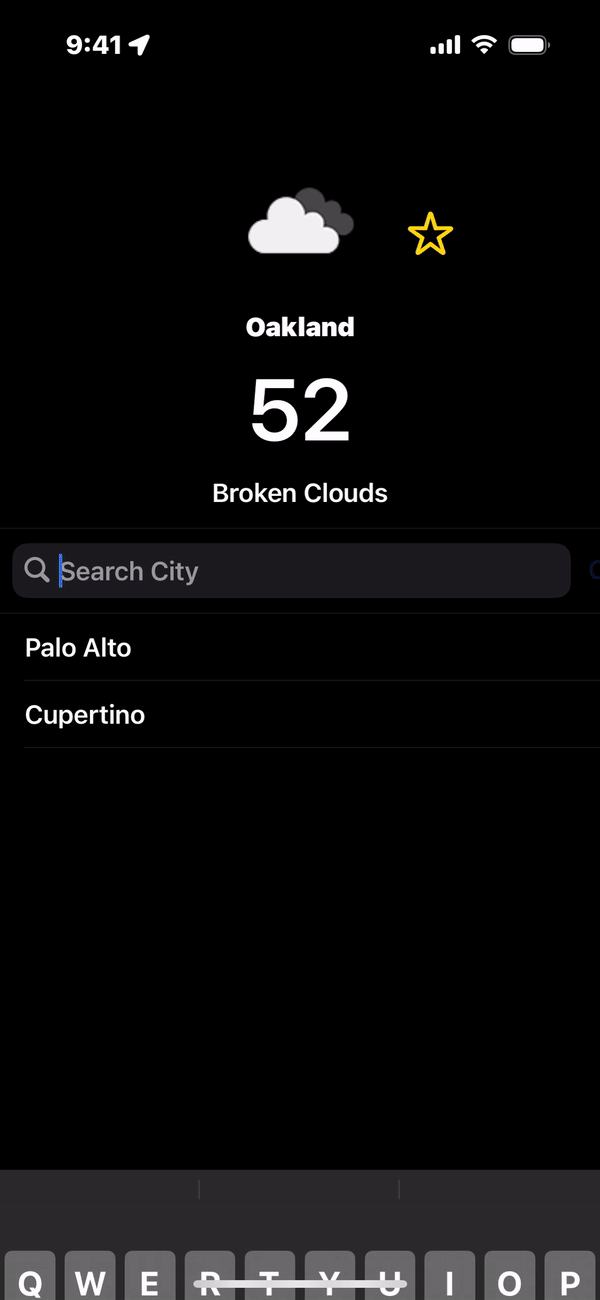 9:41
Oakland
52
Broken Clouds
Search City
Palo Alto
Cupertino
Q W E R T Y U I O P